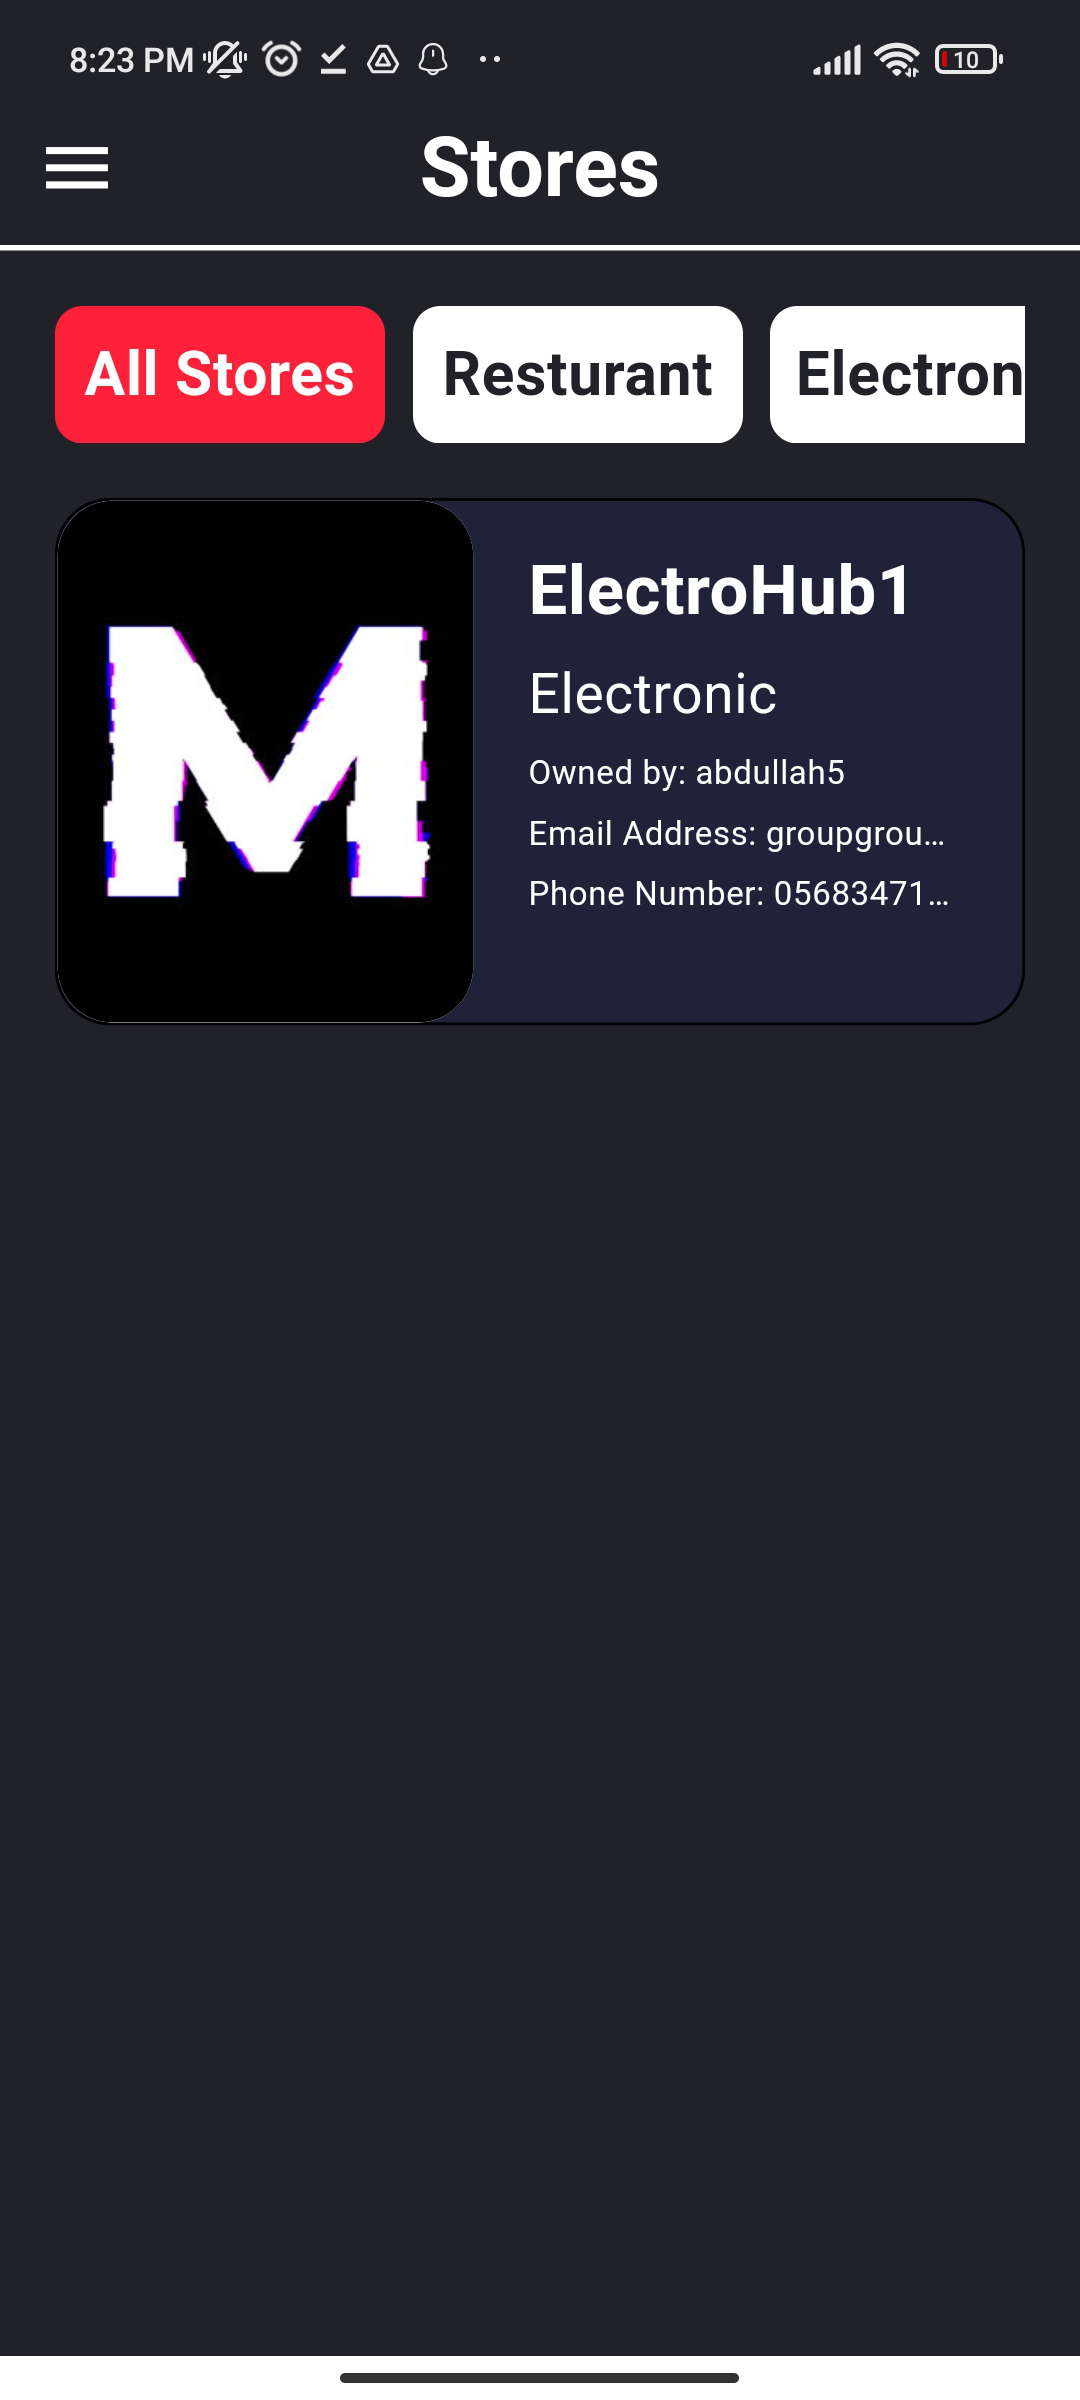 8:23 PM
10
Stores
All Stores
Resturant
Electron
M
ElectroHub1
Electronic
Owned by: abdullah5
Email Address: groupgrou...
Phone Number: 05683471...